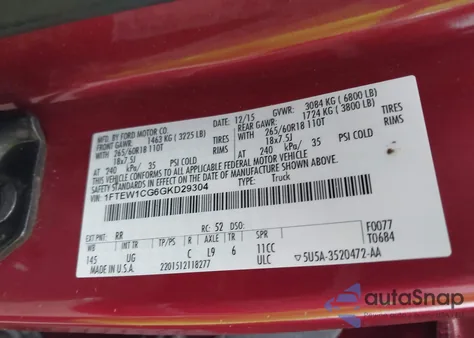 MFD. BY FORD MOTOR CO. 12/15 GVWR: 3084 KG ( 6800 LB)
FRONT GAWR: 1463 KG ( 3225 LB) REAR GAWR: 1724 KG ( 3800 LB)
265/60R18 110T TIRES 265/60R18 110T TIRES
18x7.5J RIMS 18x7.5J RIMS
AT 240 kPa/ 35 PSI COLD AT 240 kPa/ 35 PSI COLD
THIS VEHICLE CONFORMS TO ALL APPLICABLE FEDERAL MOTOR VEHICLE
SAFETY AND THEFT PREVENTION STANDARDS IN EFFECT ON THE DATE OF MANUFACTURE SHOWN ABOVE.
VIN: 1FTEW1CG6GKD29304 TYPE: Truck
F0077
T0684
EXT PNT: RR RC: 52 DSO:
WB INT TR TP/PS R AXLE TR SPR
145 UG C L9 6 11CC
MADE IN U.S.A. 2201512118277 ULC ▽5U5A-3520472-AA
autoSnap